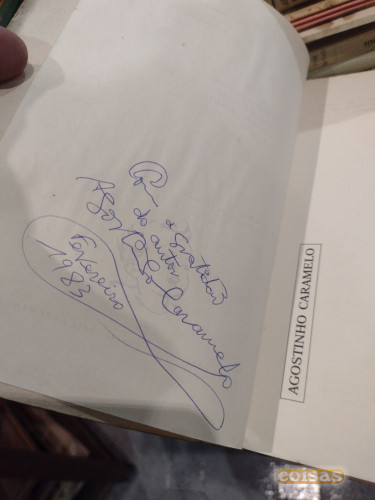 Com a gratidão
do autor
Agostinho Caramelo
Fevereiro
1983
AGOSTINHO CARAMELO
coisas